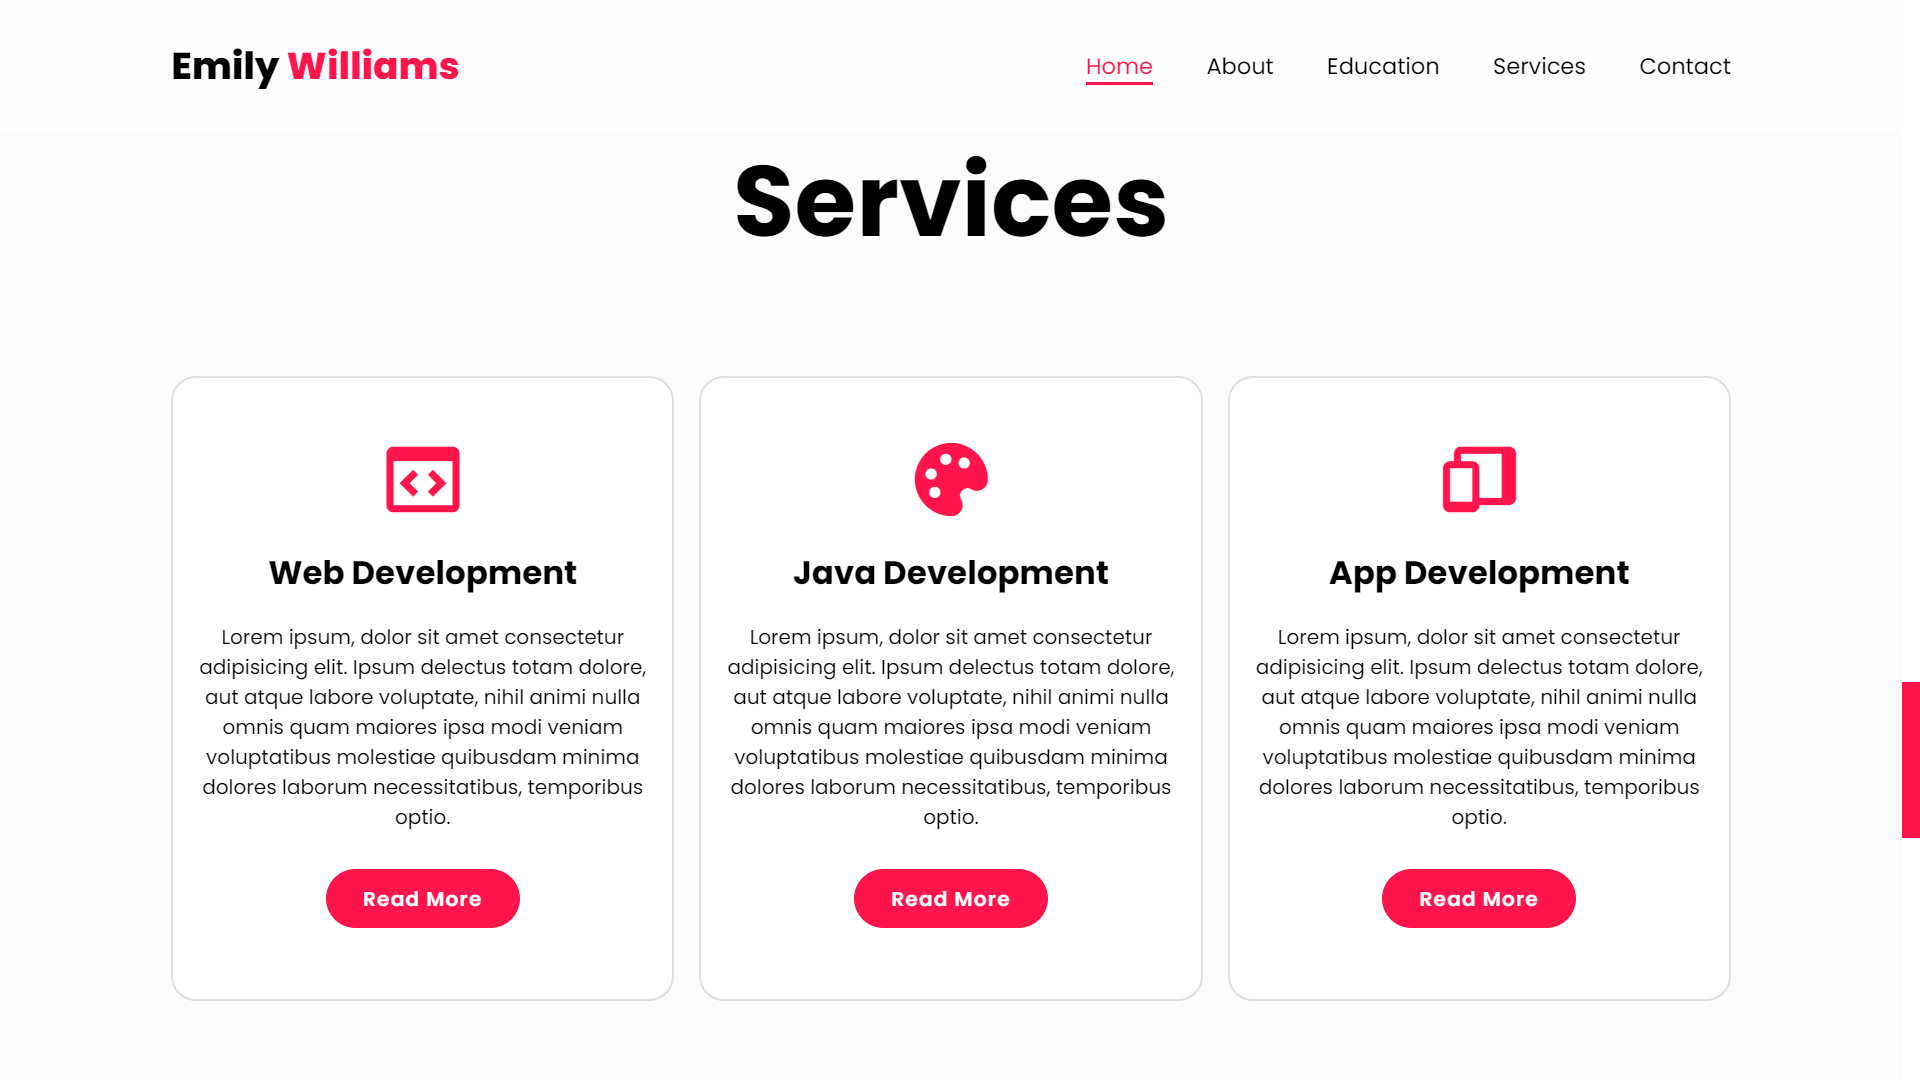 Emily Williams
Home About Education Services Contact
Services
Web Development
Lorem ipsum, dolor sit amet consectetur
adipisicing elit. Ipsum delectus totam dolore,
aut atque labore voluptate, nihil animi nulla
omnis quam maiores ipsa modi veniam
voluptatibus molestiae quibusdam minima
dolores laborum necessitatibus, temporibus
optio.
Read More
Java Development
Lorem ipsum, dolor sit amet consectetur
adipisicing elit. Ipsum delectus totam dolore,
aut atque labore voluptate, nihil animi nulla
omnis quam maiores ipsa modi veniam
voluptatibus molestiae quibusdam minima
dolores laborum necessitatibus, temporibus
optio.
Read More
App Development
Lorem ipsum, dolor sit amet consectetur
adipisicing elit. Ipsum delectus totam dolore,
aut atque labore voluptate, nihil animi nulla
omnis quam maiores ipsa modi veniam
voluptatibus molestiae quibusdam minima
dolores laborum necessitatibus, temporibus
optio.
Read More